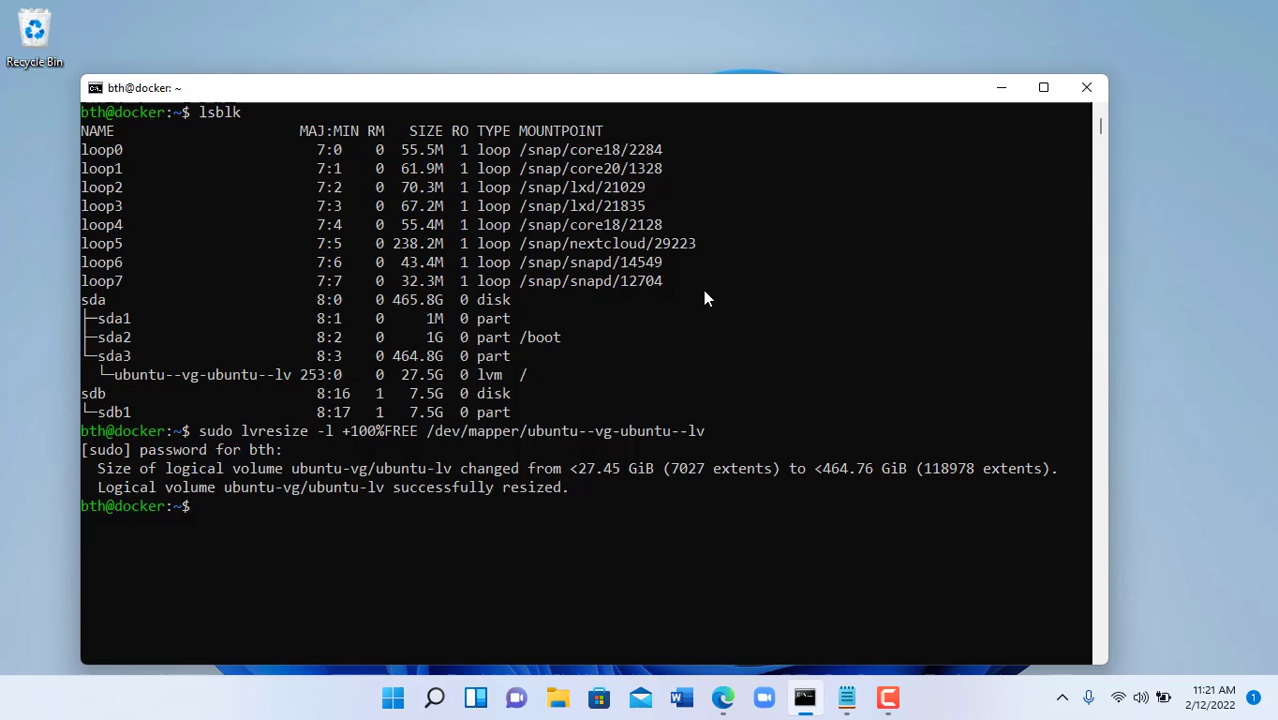 Recycle Bin
bth@docker: ~
bth@docker:~$ lsblk
NAME MAJ:MIN RM SIZE RO TYPE MOUNTPOINT
loop0 7:0 0 55.5M 1 loop /snap/core18/2284
loop1 7:1 0 61.9M 1 loop /snap/core20/1328
loop2 7:2 0 70.3M 1 loop /snap/lxd/21029
loop3 7:3 0 67.2M 1 loop /snap/lxd/21835
loop4 7:4 0 55.4M 1 loop /snap/core18/2128
loop5 7:5 0 238.2M 1 loop /snap/nextcloud/29223
loop6 7:6 0 43.4M 1 loop /snap/snapd/14549
loop7 7:7 0 32.3M 1 loop /snap/snapd/12704
sda 8:0 0 465.8G 0 disk
├─sda1 8:1 0 1M 0 part
├─sda2 8:2 0 1G 0 part /boot
└─sda3 8:3 0 464.8G 0 part
└─ubuntu--vg-ubuntu--lv 253:0 0 27.5G 0 lvm /
sdb 8:16 1 7.5G 0 disk
└─sdb1 8:17 1 7.5G 0 part
bth@docker:~$ sudo lvresize -l +100%FREE /dev/mapper/ubuntu--vg-ubuntu--lv
[sudo] password for bth:
Size of logical volume ubuntu-vg/ubuntu-lv changed from <27.45 GiB (7027 extents) to <464.76 GiB (118978 extents).
Logical volume ubuntu-vg/ubuntu-lv successfully resized.
bth@docker:~$
11:21 AM
2/12/2022
1